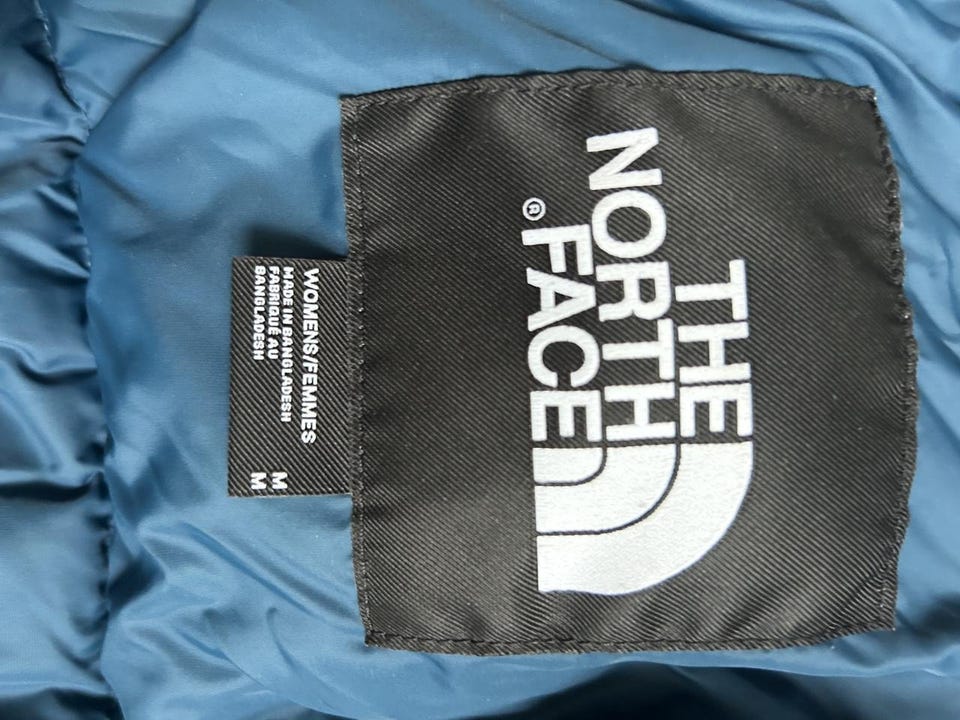 THE
NORTH
FACE®
WOMENS/FEMMES
MADE IN BANGLADESH M
FABRIQUÉ AU M
BANGLADESH